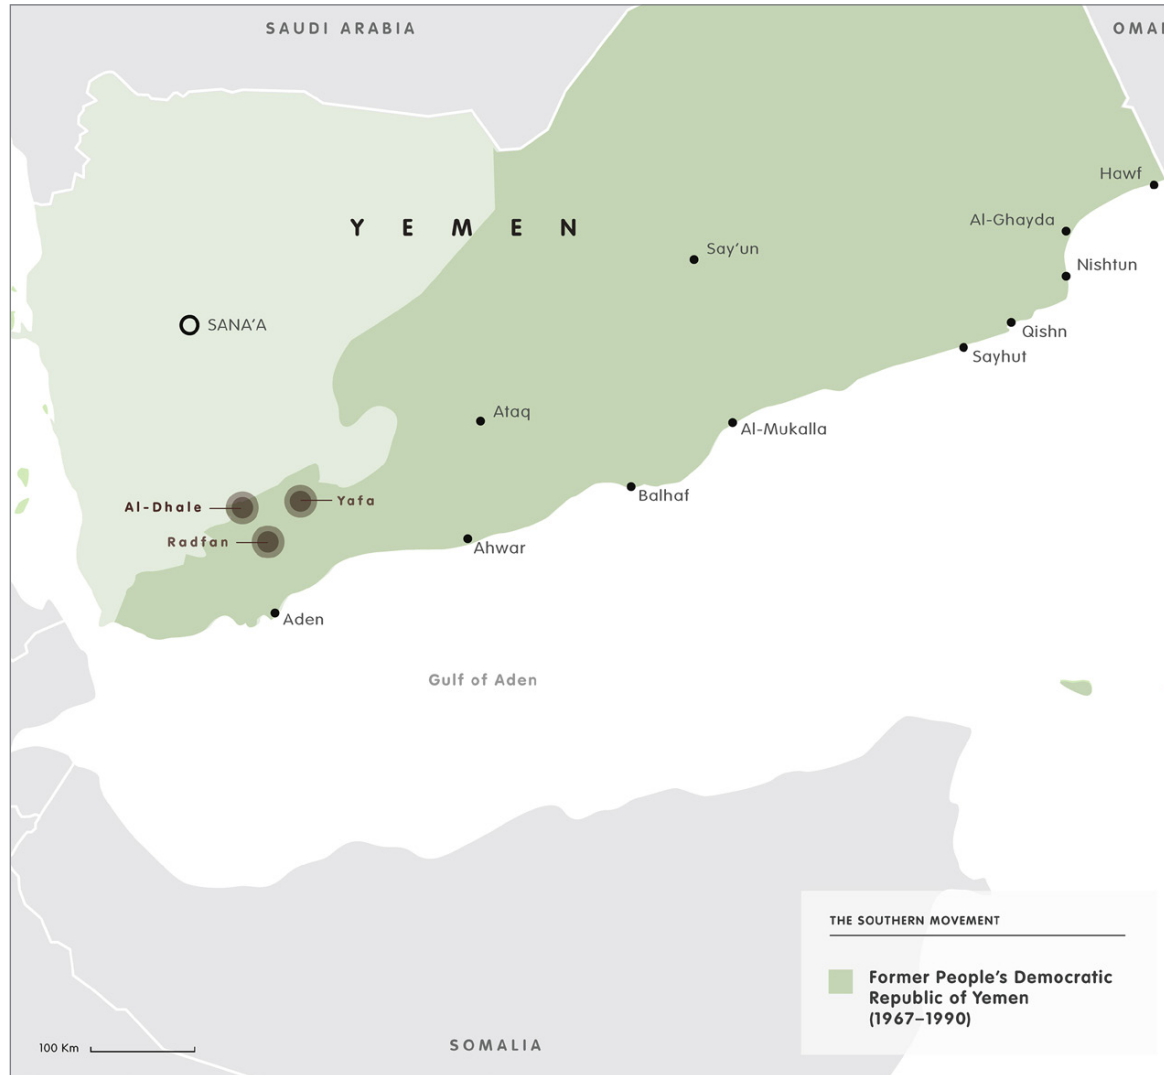 SAUDI ARABIA
OMA
Hawf
Al-Ghayda
YEMEN
Say'un
Nishtun
SANA'A
Qishn
Sayhut
Ataq
Al-Mukalla
Balhaf
Al-Dhale
Yafa
Radfan
Ahwar
Aden
Gulf of Aden
THE SOUTHERN MOVEMENT
Former People's Democratic
Republic of Yemen
(1967–1990)
100 Km
SOMALIA